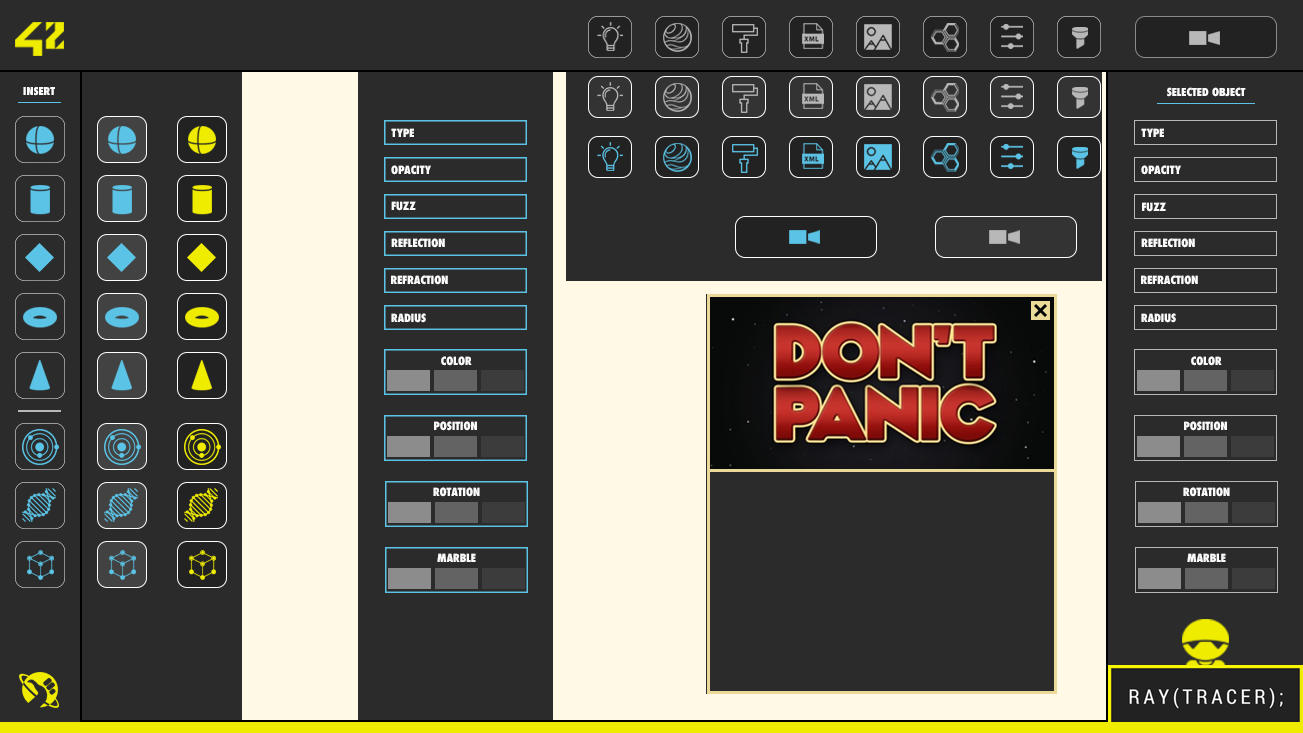 42
XML
INSERT
XML
XML
TYPE
OPACITY
FUZZ
REFLECTION
REFRACTION
RADIUS
COLOR
POSITION
ROTATION
MARBLE
DON'T
PANIC
SELECTED OBJECT
TYPE
OPACITY
FUZZ
REFLECTION
REFRACTION
RADIUS
COLOR
POSITION
ROTATION
MARBLE
RAY(TRACER);